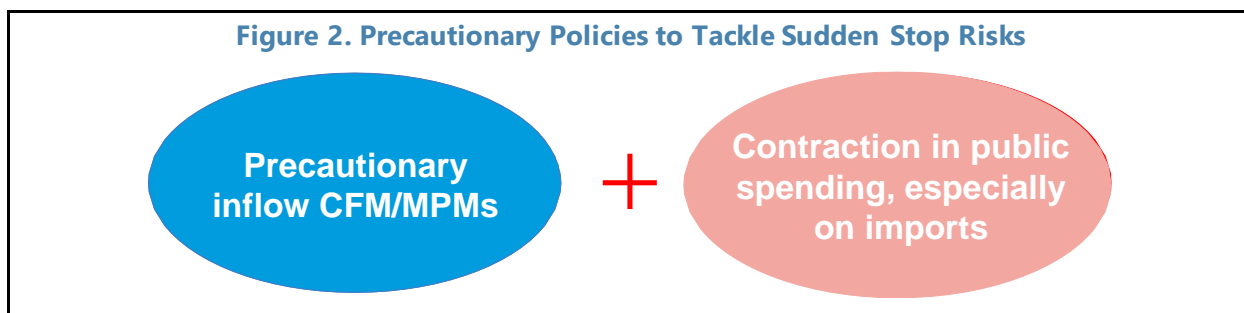 Figure 2. Precautionary Policies to Tackle Sudden Stop Risks
Precautionary
inflow CFM/MPMs
+
Contraction in public
spending, especially
on imports